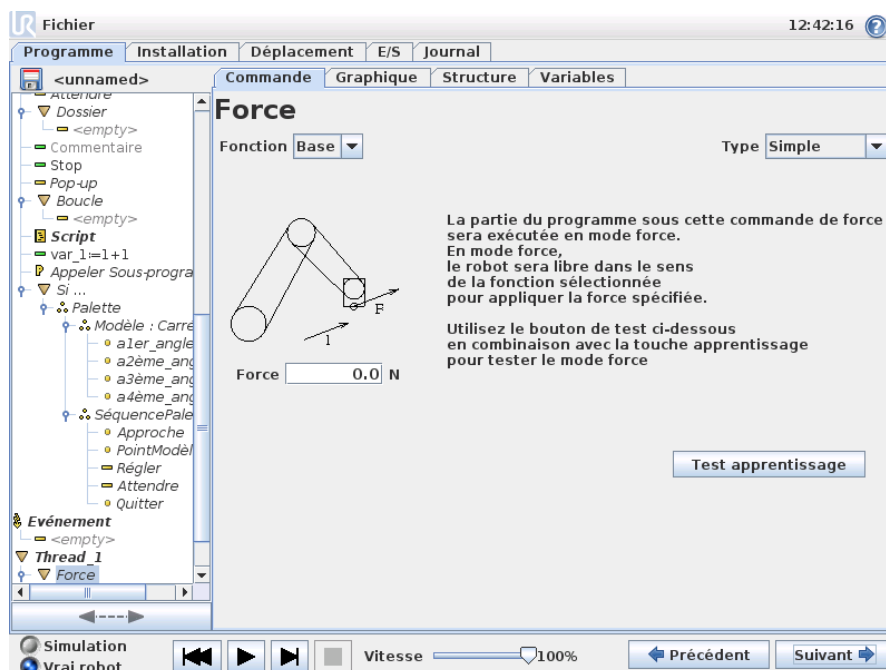 UR Fichier 12:42:16 ?
Programme Installation Déplacement E/S Journal
<unnamed>
Commande Graphique Structure Variables
Attendre
Dossier
<empty>
Commentaire
Stop
Pop-up
Boucle
<empty>
Script
var_1:=1+1
Appeler Sous-progra
Si ...
Palette
Modèle : Carré
a1er_angle
a2ème_ang
a3ème_ang
a4ème_ang
SéquencePale
Approche
PointModèl
Régler
Attendre
Quitter
Evénement
<empty>
Thread_1
Force
Force
Fonction Base
Type Simple
F
1
Force 0.0 N
La partie du programme sous cette commande de force
sera exécutée en mode force.
En mode force,
le robot sera libre dans le sens
de la fonction sélectionnée
pour appliquer la force spécifiée.
Utilisez le bouton de test ci-dessous
en combinaison avec la touche apprentissage
pour tester le mode force
Test apprentissage
Simulation
Vrai robot
Vitesse 100%
Précédent Suivant